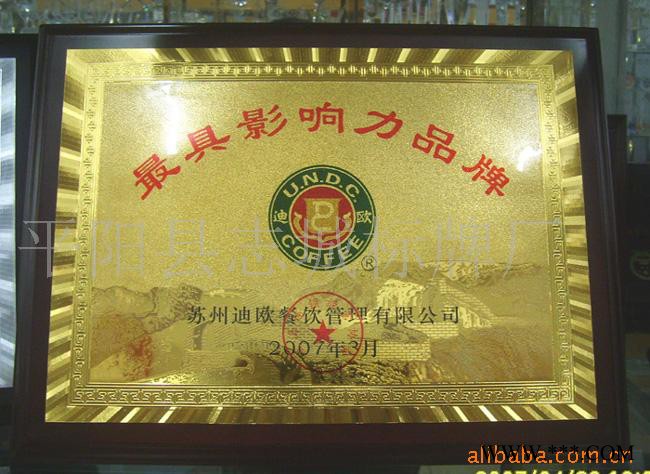 最具影响力品牌
U.N.D.C.
迪 欧
COFFEE
®
平阳县志诚标牌厂
苏州迪欧餐饮管理有限公司
2007年3月
alibaba.com.cn